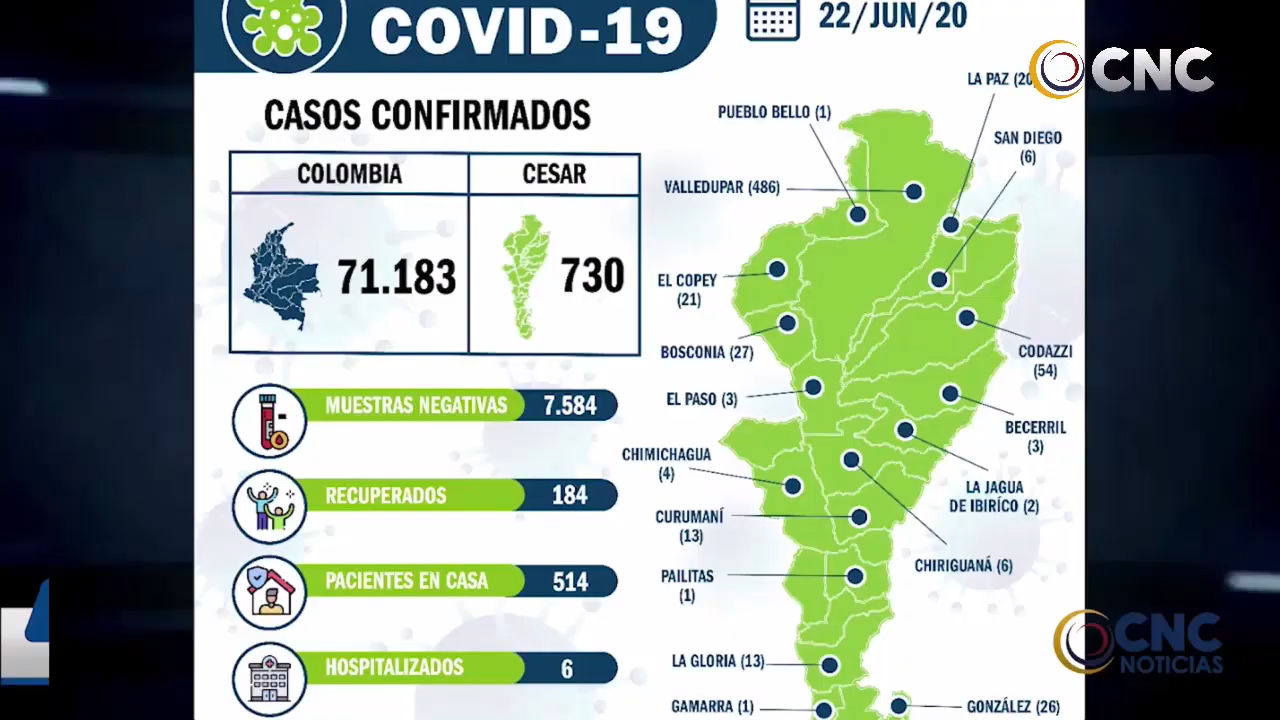 COVID-19
22/JUN/20
CNC
CASOS CONFIRMADOS
COLOMBIA
CESAR
71.183
730
MUESTRAS NEGATIVAS
7.584
RECUPERADOS
184
PACIENTES EN CASA
514
HOSPITALIZADOS
6
LA PAZ (20
PUEBLO BELLO (1)
SAN DIEGO
(6)
VALLEDUPAR (486)
EL COPEY
(21)
BOSCONIA (27)
CODAZZI
(54)
EL PASO (3)
BECERRIL
(3)
CHIMICHAGUA
(4)
LA JAGUA
DE IBIRÍCO (2)
CURUMANÍ
(13)
CHIRIGUANÁ (6)
PAILITAS
(1)
LA GLORIA (13)
GAMARRA (1)
GONZÁLEZ (26)
CNC
NOTICIAS